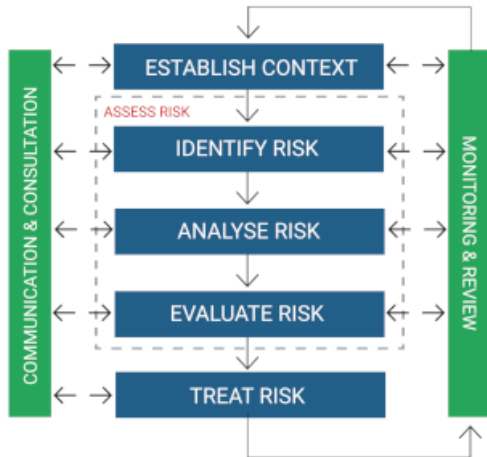 ESTABLISH CONTEXT
ASSESS RISK
IDENTIFY RISK
ANALYSE RISK
EVALUATE RISK
TREAT RISK
COMMUNICATION & CONSULTATION
MONITORING & REVIEW